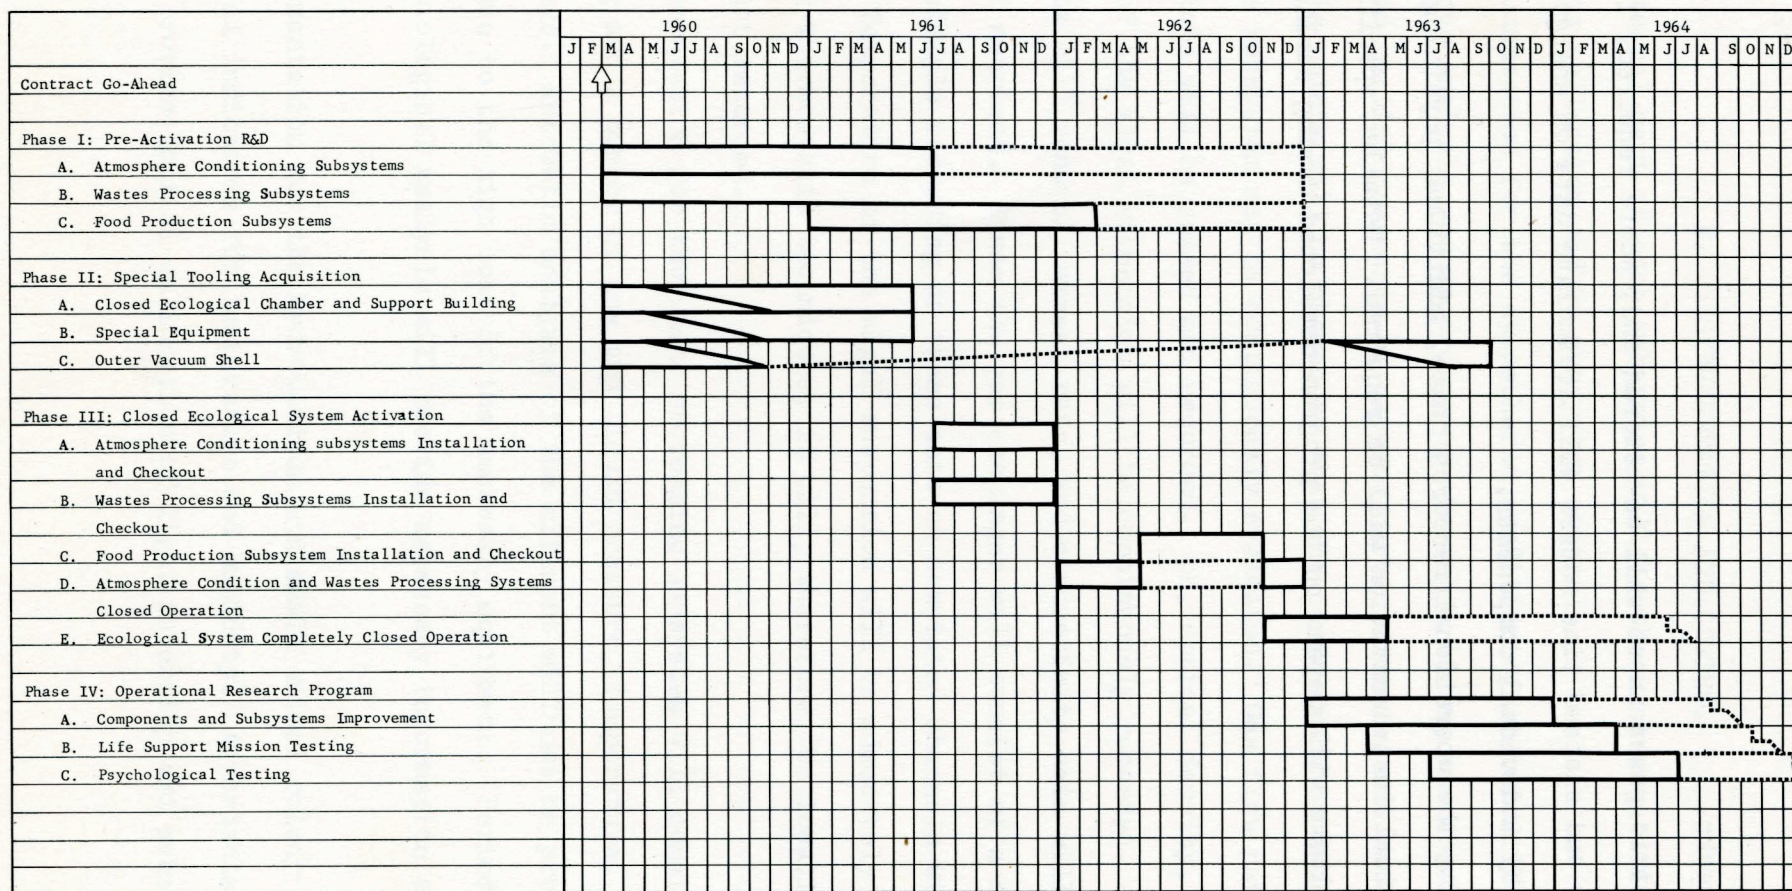 1960 1961 1962 1963 1964
J F M A M J J A S O N D J F M A M J J A S O N D J F M A M J J A S O N D J F M A M J J A S O N D J F M A M J J A S O N D
Contract Go-Ahead
Phase I: Pre-Activation R&D
A. Atmosphere Conditioning Subsystems
B. Wastes Processing Subsystems
C. Food Production Subsystems
Phase II: Special Tooling Acquisition
A. Closed Ecological Chamber and Support Building
B. Special Equipment
C. Outer Vacuum Shell
Phase III: Closed Ecological System Activation
A. Atmosphere Conditioning subsystems Installation
and Checkout
B. Wastes Processing Subsystems Installation and
Checkout
C. Food Production Subsystem Installation and Checkout
D. Atmosphere Condition and Wastes Processing Systems
Closed Operation
E. Ecological System Completely Closed Operation
Phase IV: Operational Research Program
A. Components and Subsystems Improvement
B. Life Support Mission Testing
C. Psychological Testing